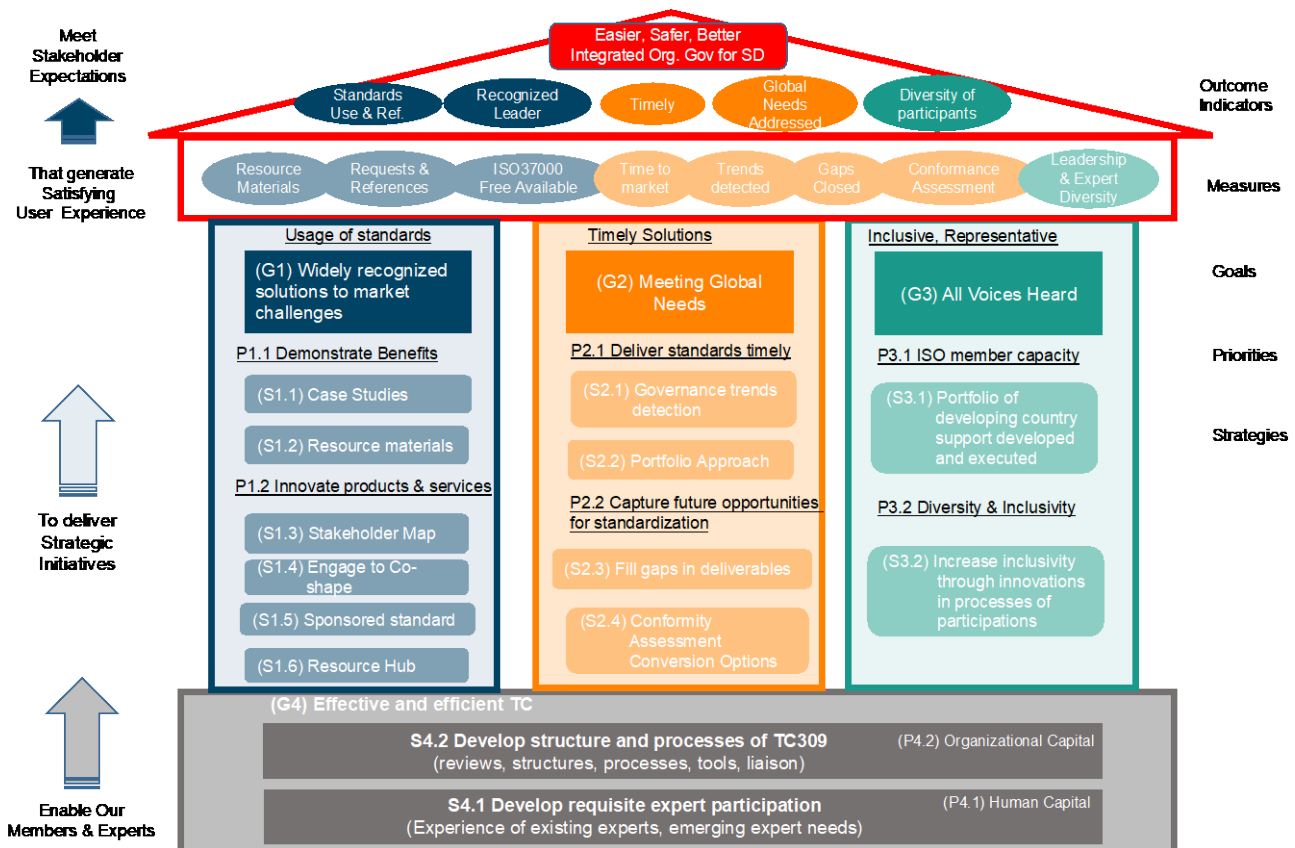 Meet
Stakeholder
Expectations
Easier, Safer, Better
Integrated Org. Gov for SD
Standards
Use & Ref.
Recognized
Leader
Timely
Global
Needs
Addressed
Diversity of
participants
Outcome
Indicators
That generate
Satisfying
User Experience
Resource
Materials
Requests &
References
ISO37000
Free Available
Time to
market
Trends
detected
Gaps
Closed
Conformance
Assessment
Leadership
& Expert
Diversity
Measures
Usage of standards
(G1) Widely recognized
solutions to market
challenges
P1.1 Demonstrate Benefits
(S1.1) Case Studies
(S1.2) Resource materials
P1.2 Innovate products & services
(S1.3) Stakeholder Map
(S1.4) Engage to Co-
shape
(S1.5) Sponsored standard
(S1.6) Resource Hub
Timely Solutions
(G2) Meeting Global
Needs
P2.1 Deliver standards timely
(S2.1) Governance trends
detection
(S2.2) Portfolio Approach
P2.2 Capture future opportunities
for standardization
(S2.3) Fill gaps in deliverables
(S2.4) Conformity
Assessment
Conversion Options
Inclusive, Representative
(G3) All Voices Heard
P3.1 ISO member capacity
(S3.1) Portfolio of
developing country
support developed
and executed
P3.2 Diversity & Inclusivity
(S3.2) Increase inclusivity
through innovations
in processes of
participations
Goals
Priorities
Strategies
To deliver
Strategic
Initiatives
(G4) Effective and efficient TC
S4.2 Develop structure and processes of TC309
(reviews, structures, processes, tools, liaison)
(P4.2) Organizational Capital
S4.1 Develop requisite expert participation
(Experience of existing experts, emerging expert needs)
(P4.1) Human Capital
Enable Our
Members & Experts